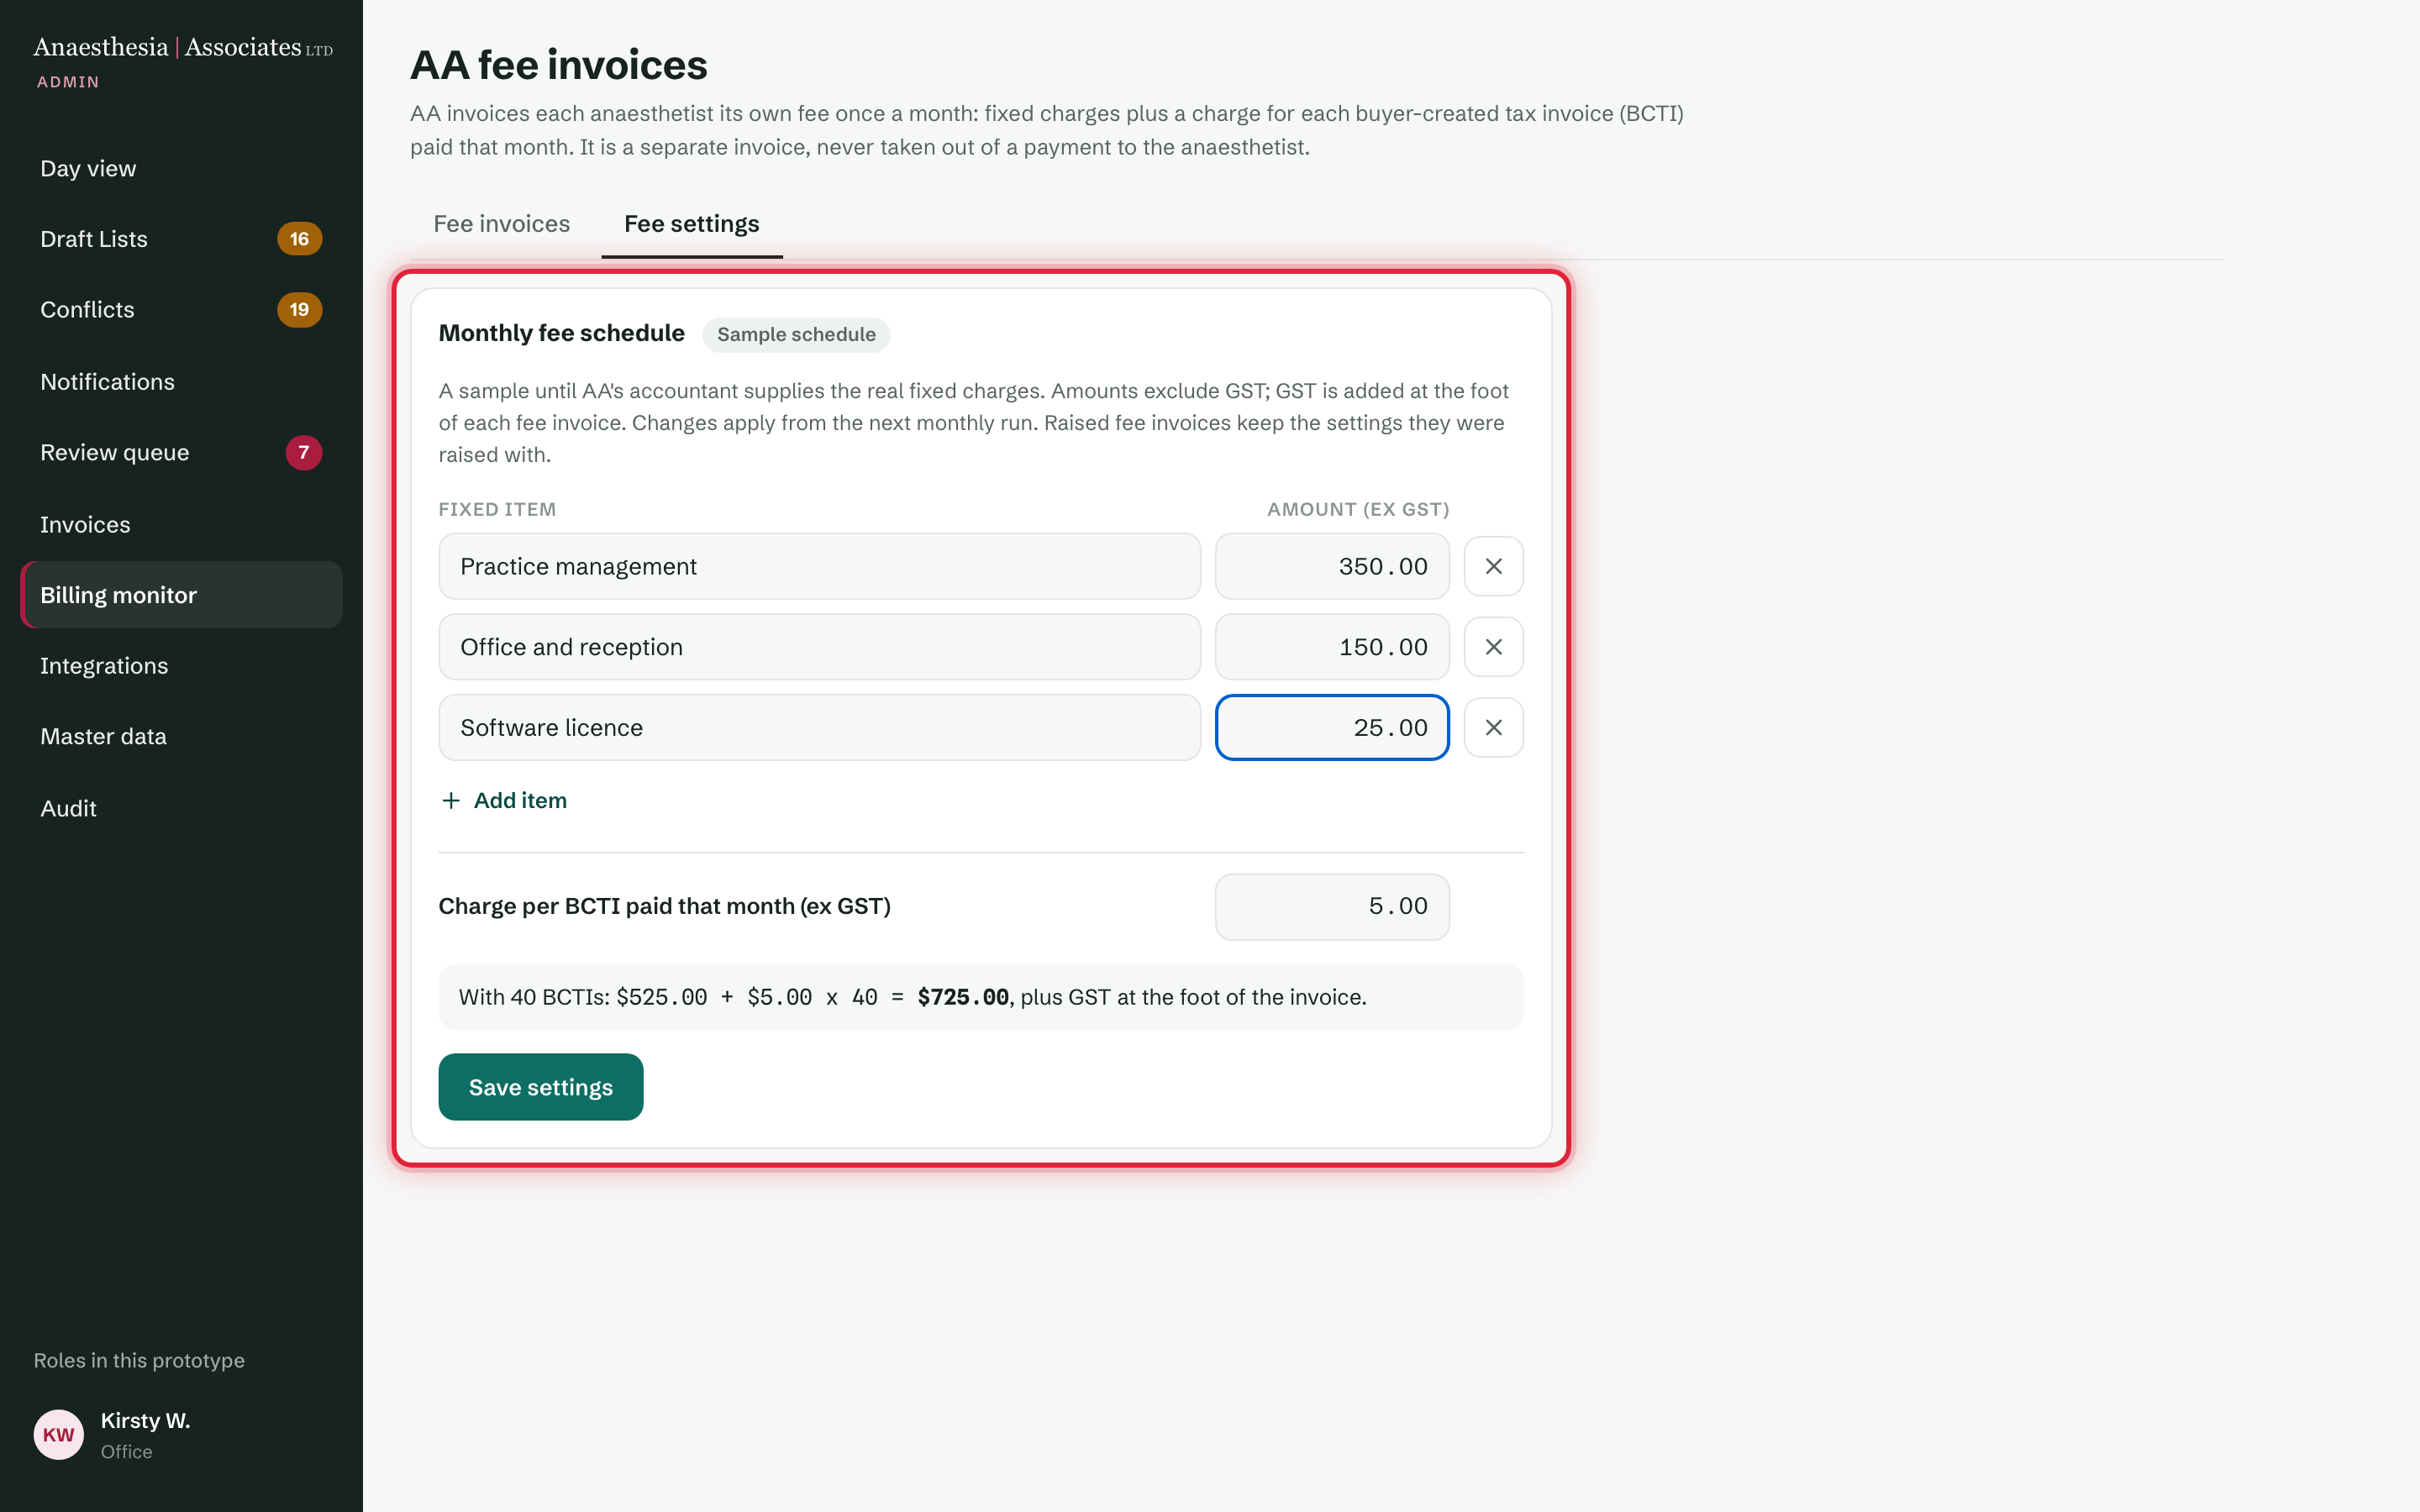 Anaesthesia | Associates LTD
ADMIN
Day view
Draft Lists 16
Conflicts 19
Notifications
Review queue 7
Invoices
Billing monitor
Integrations
Master data
Audit
Roles in this prototype
KW
Kirsty W.
Office
AA fee invoices
AA invoices each anaesthetist its own fee once a month: fixed charges plus a charge for each buyer-created tax invoice (BCTI)
paid that month. It is a separate invoice, never taken out of a payment to the anaesthetist.
Fee invoices Fee settings
Monthly fee schedule Sample schedule
A sample until AA's accountant supplies the real fixed charges. Amounts exclude GST; GST is added at the foot
of each fee invoice. Changes apply from the next monthly run. Raised fee invoices keep the settings they were
raised with.
FIXED ITEM AMOUNT (EX GST)
Practice management 350.00
Office and reception 150.00
Software licence 25.00
+ Add item
Charge per BCTI paid that month (ex GST) 5.00
With 40 BCTIs: $525.00 + $5.00 x 40 = $725.00, plus GST at the foot of the invoice.
Save settings